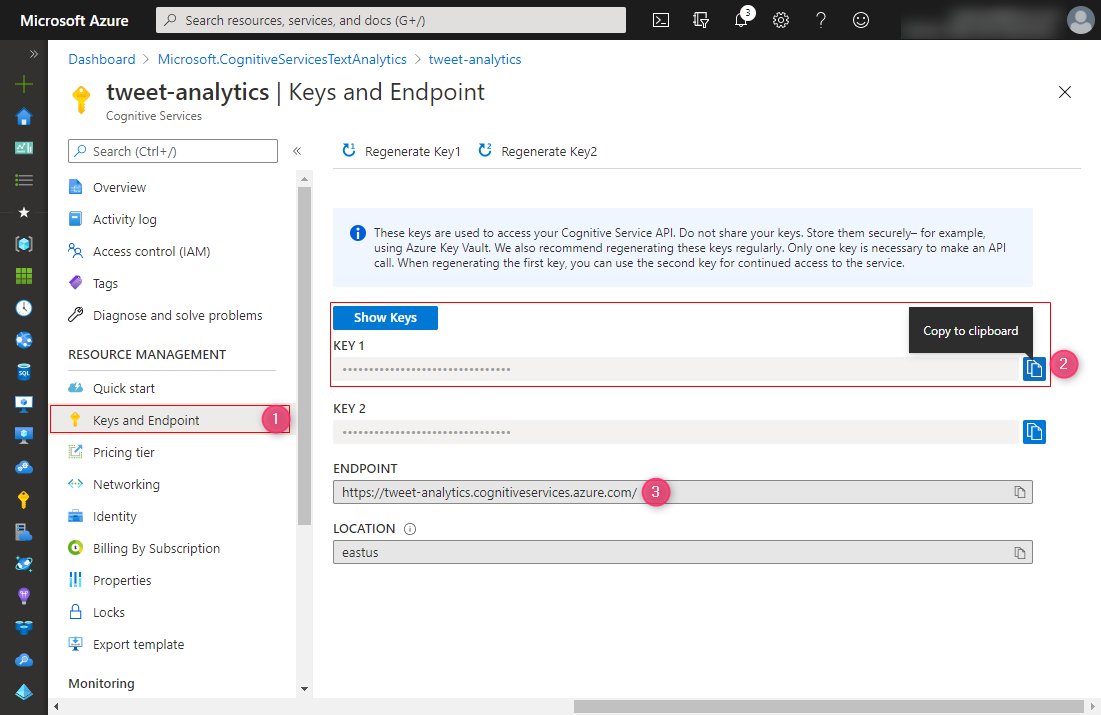 Microsoft Azure
Search resources, services, and docs (G+/)
3
Dashboard > Microsoft.CognitiveServicesTextAnalytics > tweet-analytics
tweet-analytics | Keys and Endpoint
Cognitive Services
Search (Ctrl+/)
Overview
Activity log
Access control (IAM)
Tags
Diagnose and solve problems
RESOURCE MANAGEMENT
Quick start
Keys and Endpoint
1
Pricing tier
Networking
Identity
Billing By Subscription
Properties
Locks
Export template
Monitoring
Regenerate Key1
Regenerate Key2
These keys are used to access your Cognitive Service API. Do not share your keys. Store them securely– for example,
using Azure Key Vault. We also recommend regenerating these keys regularly. Only one key is necessary to make an API
call. When regenerating the first key, you can use the second key for continued access to the service.
Show Keys
Copy to clipboard
KEY 1
2
KEY 2
ENDPOINT
https://tweet-analytics.cognitiveservices.azure.com/
3
LOCATION
eastus